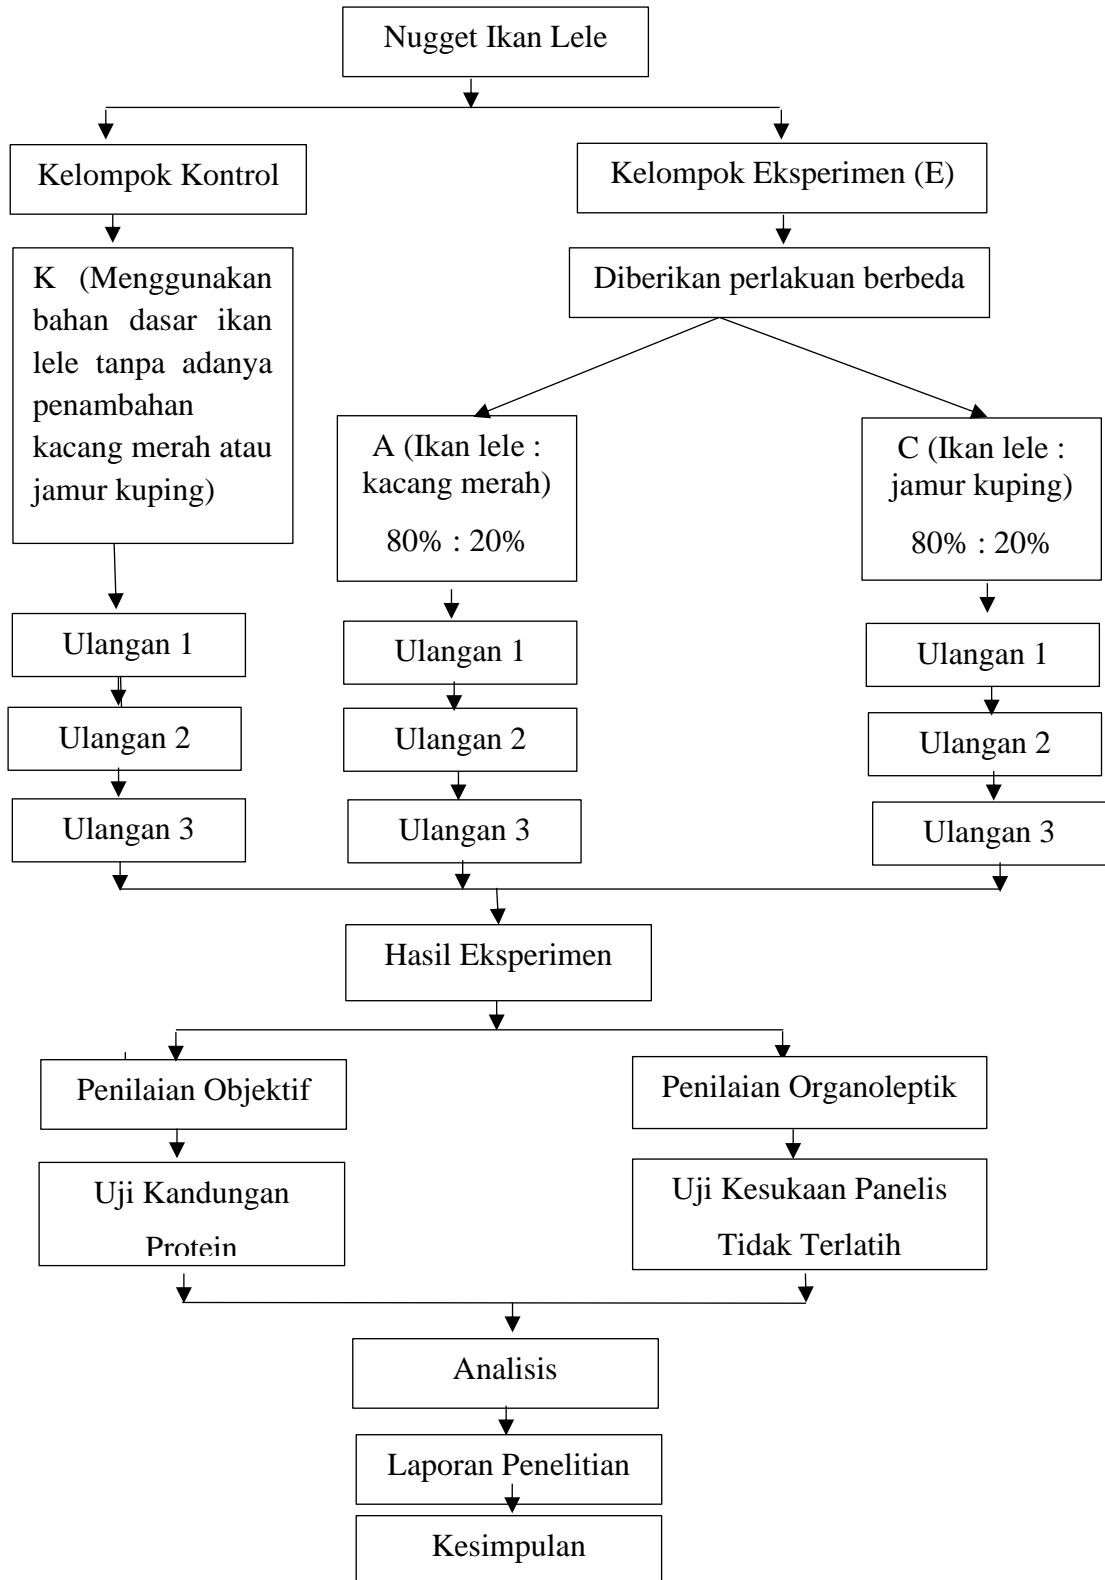 Nugget Ikan Lele
Kelompok Kontrol
Kelompok Eksperimen (E)
K (Menggunakan
bahan dasar ikan
lele tanpa adanya
penambahan
kacang merah atau
jamur kuping)
Diberikan perlakuan berbeda
A (Ikan lele :
kacang merah)
80% : 20%
C (Ikan lele :
jamur kuping)
80% : 20%
Ulangan 1
Ulangan 1
Ulangan 1
Ulangan 2
Ulangan 2
Ulangan 2
Ulangan 3
Ulangan 3
Ulangan 3
Hasil Eksperimen
Penilaian Objektif
Penilaian Organoleptik
Uji Kandungan
Protein
Uji Kesukaan Panelis
Tidak Terlatih
Analisis
Laporan Penelitian
Kesimpulan